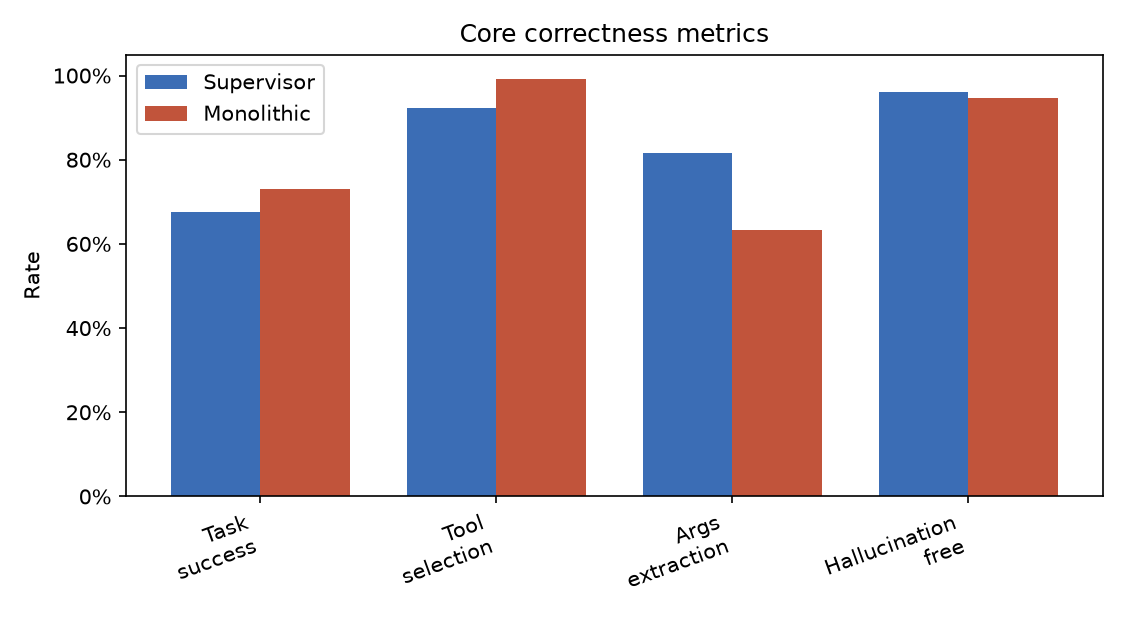 Core correctness metrics
Supervisor
Monolithic
100%
80%
60%
40%
20%
0%
Rate
Task
success
Tool
selection
Args
extraction
Hallucination
free